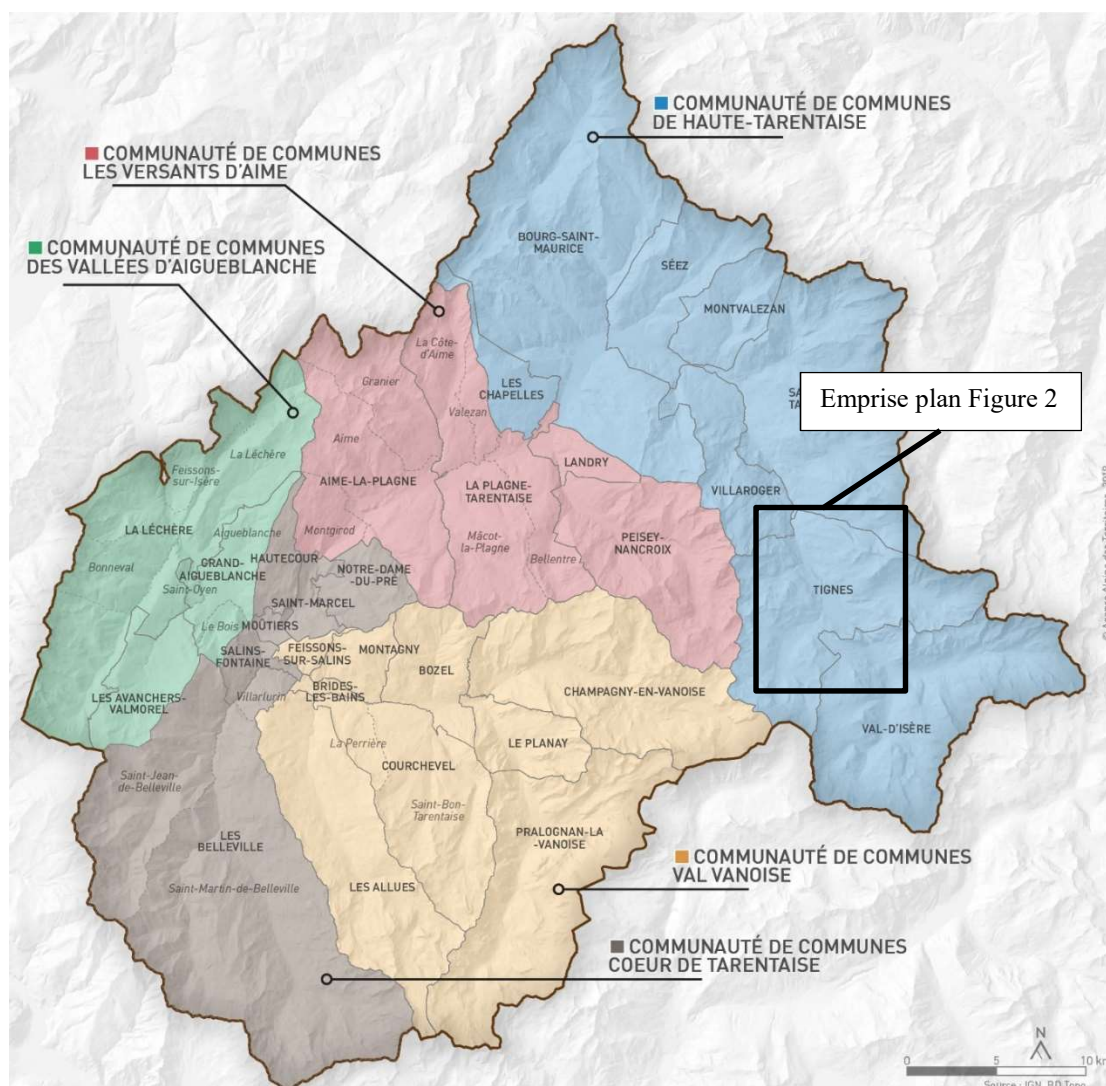 ■ COMMUNAUTÉ DE COMMUNES
DE HAUTE-TARENTAISE
■ COMMUNAUTÉ DE COMMUNES
LES VERSANTS D'AIME
■ COMMUNAUTÉ DE COMMUNES
DES VALLÉES D'AIGUEBLANCHE
BOURG-SAINT-
MAURICE
SÉEZ
MONTVALEZAN
La Côte-
d'Aime
Granier
LES
CHAPELLES
Valezan
Emprise plan Figure 2
Aime
La Léchère
LANDRY
Feissons-
sur-Isère
AIME-LA-PLAGNE
LA PLAGNE-
TARENTAISE
VILLAROGER
LA LÉCHÈRE
Aigueblanche
Montgirod
Mâcot-
la-Plagne
Bellentre
PEISEY-
NANCROIX
Bonneval
GRAND-
AIGUEBLANCHE
HAUTECOUR
NOTRE-DAME
-DU-PRÉ
TIGNES
Saint-Oyen
SAINT-MARCEL
Le Bois
MOÛTIERS
SALINS-
FONTAINE
FEISSONS-
SUR-SALINS
MONTAGNY
BOZEL
LES AVANCHERS-
VALMOREL
Villarlurin
BRIDES-
LES-BAINS
CHAMPAGNY-EN-VANOISE
VAL-D'ISÈRE
La Perrière
LE PLANAY
Saint-Jean-
de-Belleville
COURCHEVEL
Saint-Bon-
Tarentaise
LES
BELLEVILLE
PRALOGNAN-LA
-VANOISE
Saint-Martin-de-Belleville
LES ALLUES
■ COMMUNAUTÉ DE COMMUNES
VAL VANOISE
■ COMMUNAUTÉ DE COMMUNES
COEUR DE TARENTAISE
N
0 5 10 km
Source : IGN, BD Topo